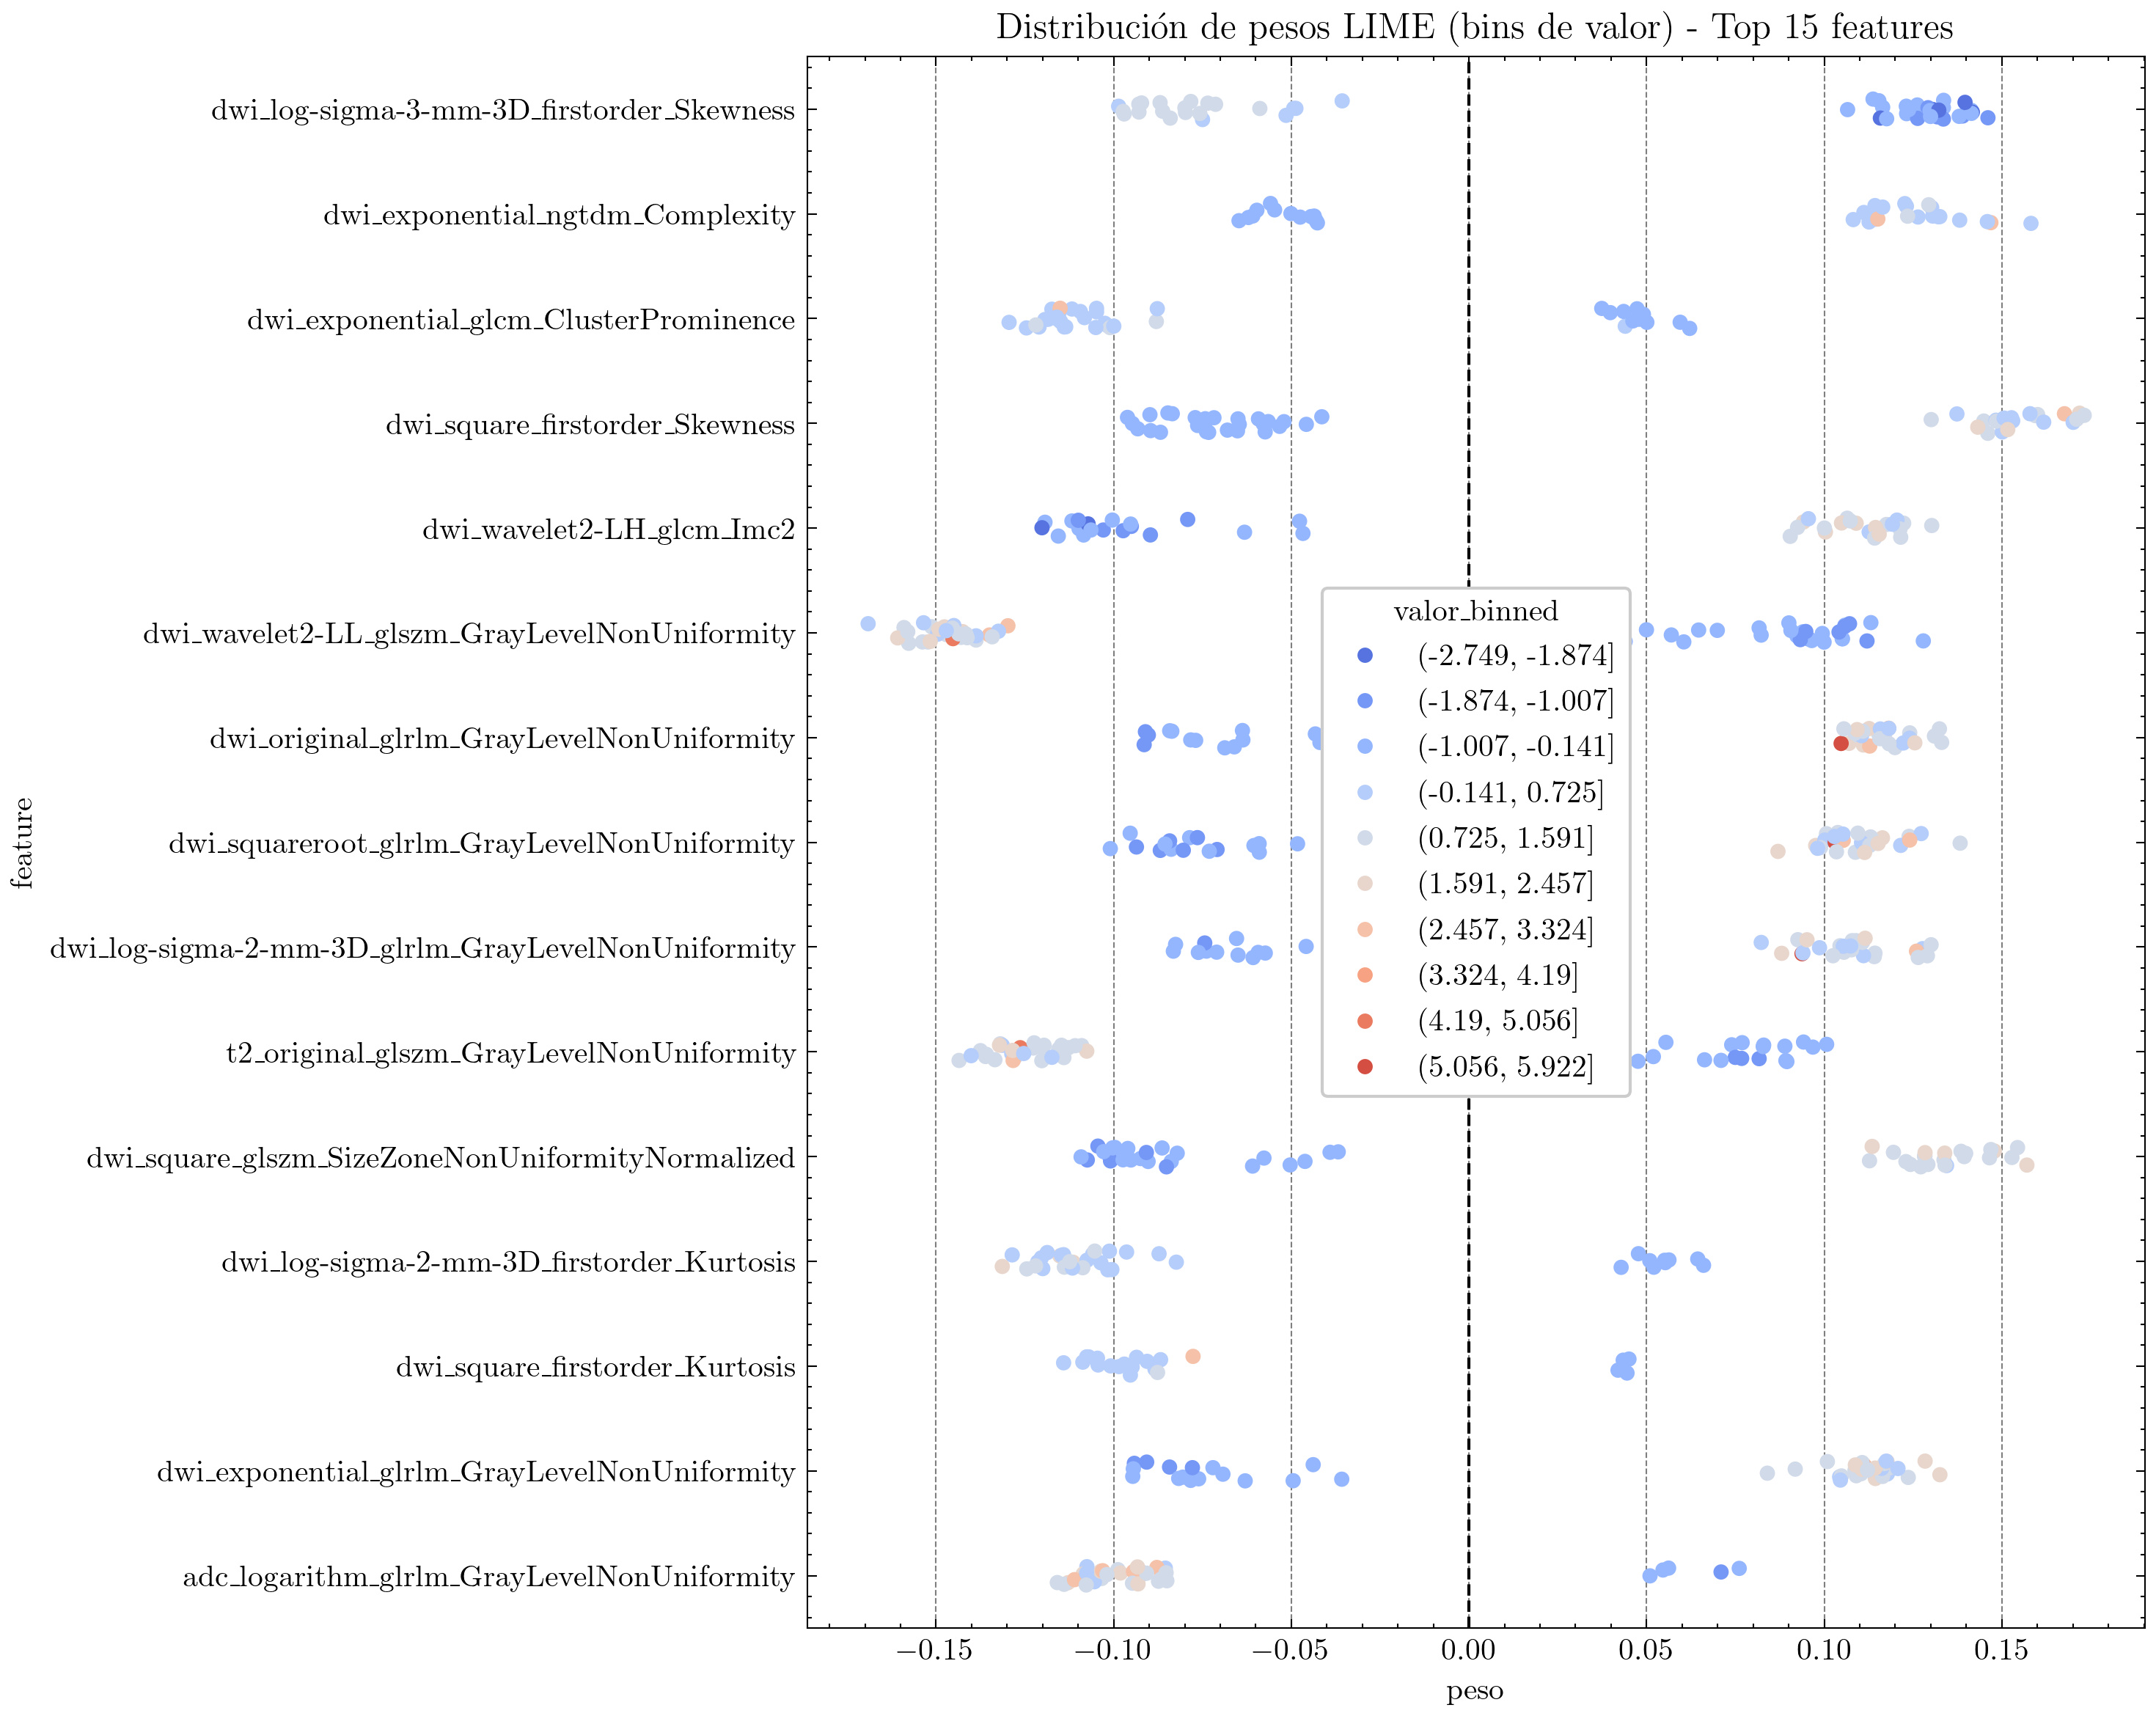 Distribución de pesos LIME (bins de valor) - Top 15 features
feature
dwi_log-sigma-3-mm-3D_firstorder_Skewness
dwi_exponential_ngtdm_Complexity
dwi_exponential_glcm_ClusterProminence
dwi_square_firstorder_Skewness
dwi_wavelet2-LH_glcm_Imc2
dwi_wavelet2-LL_glszm_GrayLevelNonUniformity
dwi_original_glrlm_GrayLevelNonUniformity
dwi_squareroot_glrlm_GrayLevelNonUniformity
dwi_log-sigma-2-mm-3D_glrlm_GrayLevelNonUniformity
t2_original_glszm_GrayLevelNonUniformity
dwi_square_glszm_SizeZoneNonUniformityNormalized
dwi_log-sigma-2-mm-3D_firstorder_Kurtosis
dwi_square_firstorder_Kurtosis
dwi_exponential_glrlm_GrayLevelNonUniformity
adc_logarithm_glrlm_GrayLevelNonUniformity
valor_binned
(-2.749, -1.874]
(-1.874, -1.007]
(-1.007, -0.141]
(-0.141, 0.725]
(0.725, 1.591]
(1.591, 2.457]
(2.457, 3.324]
(3.324, 4.19]
(4.19, 5.056]
(5.056, 5.922]
−0.15 −0.10 −0.05 0.00 0.05 0.10 0.15
peso